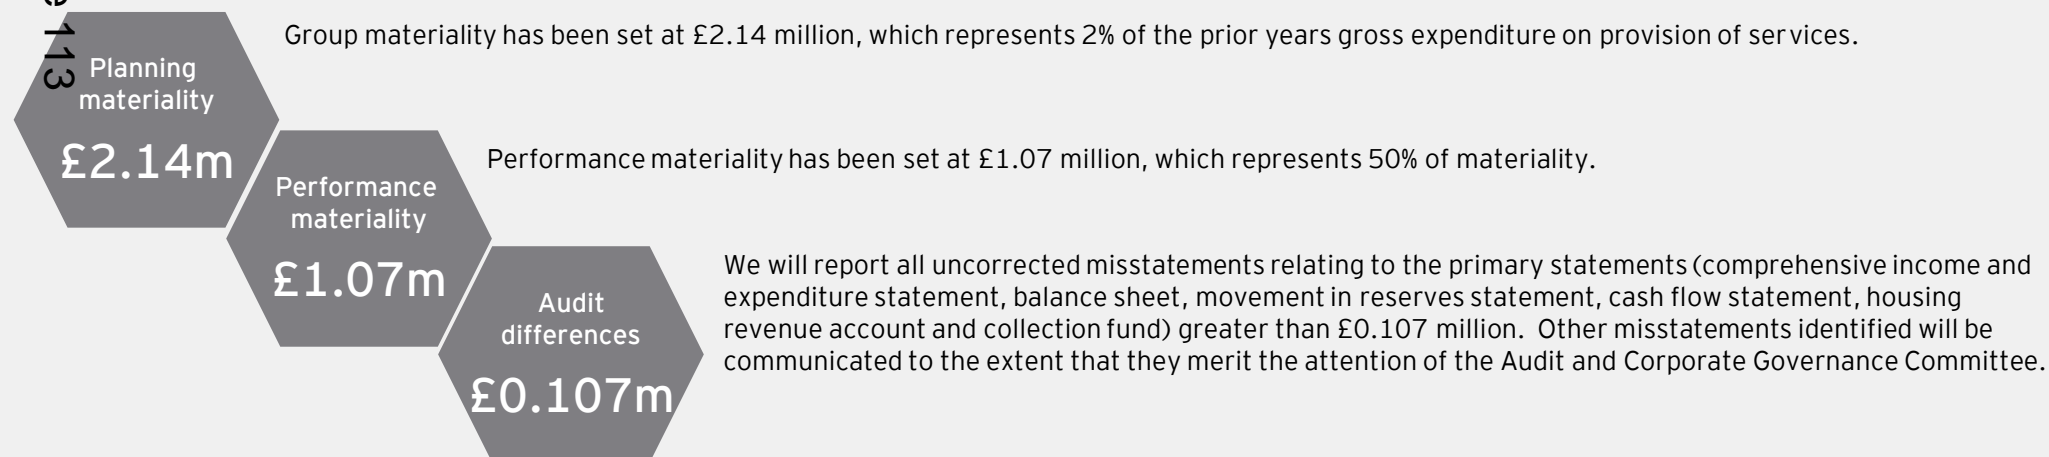 113
Planning
materiality
£2.14m
Group materiality has been set at £2.14 million, which represents 2% of the prior years gross expenditure on provision of services.
Performance
materiality
£1.07m
Performance materiality has been set at £1.07 million, which represents 50% of materiality.
Audit
differences
£0.107m
We will report all uncorrected misstatements relating to the primary statements (comprehensive income and
expenditure statement, balance sheet, movement in reserves statement, cash flow statement, housing
revenue account and collection fund) greater than £0.107 million. Other misstatements identified will be
communicated to the extent that they merit the attention of the Audit and Corporate Governance Committee.